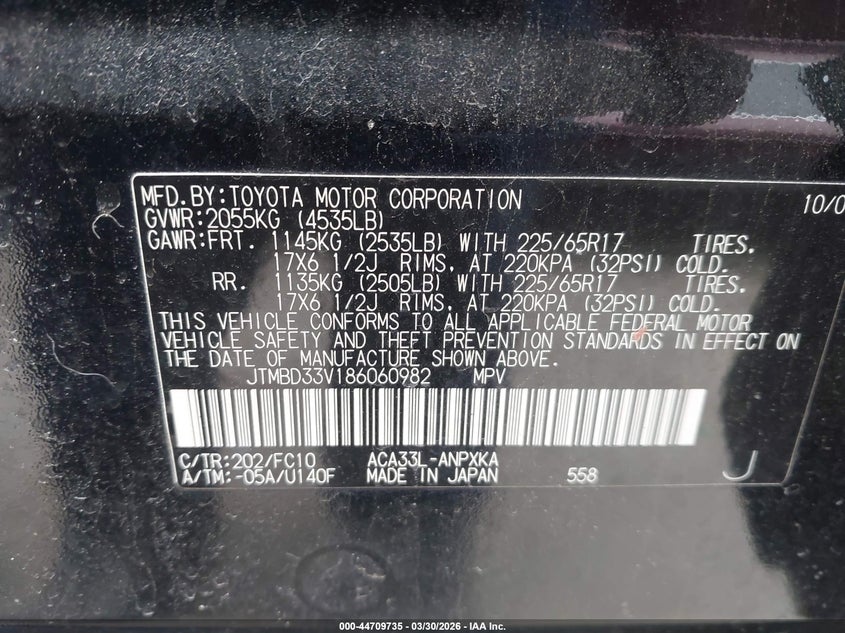 MFD.BY:TOYOTA MOTOR CORPORATION 10/0
GVWR:2055KG (4535LB)
GAWR:FRT. 1145KG (2535LB) WITH 225/65R17 TIRES.
17X6 1/2J RIMS, AT 220KPA (32PSI) COLD.
RR. 1135KG (2505LB) WITH 225/65R17 TIRES.
17X6 1/2J RIMS, AT 220KPA (32PSI) COLD.
THIS VEHICLE CONFORMS TO ALL APPLICABLE FEDERAL MOTOR
VEHICLE SAFETY AND THEFT PREVENTION STANDARDS IN EFFECT ON
THE DATE OF MANUFACTURE SHOWN ABOVE.
JTMBD33V186060982 MPV
C/TR:202/FC10 ACA33L-ANPXKA
A/TM:-05A/U140F MADE IN JAPAN 558 J
000-44709735 - 03/30/2026 - IAA Inc.